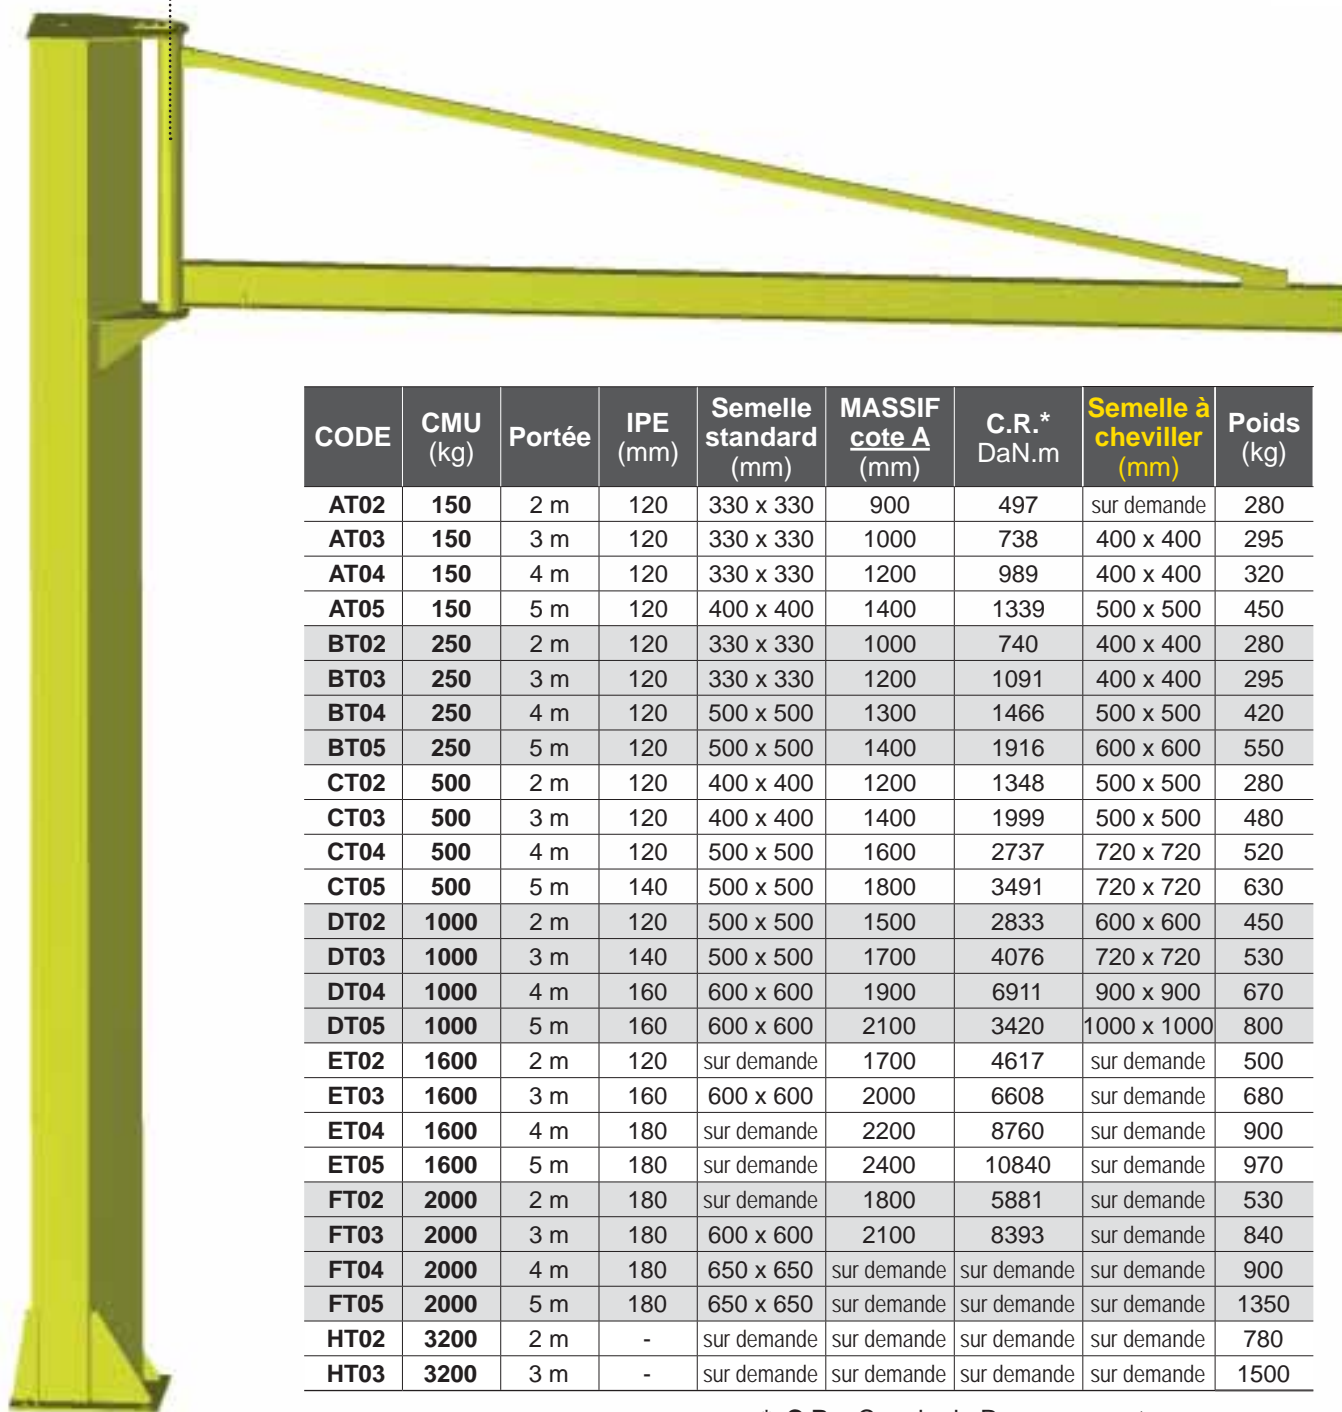 CODE CMU (kg) Portée IPE (mm) Semelle standard (mm) MASSIF cote A (mm) C.R.* DaN.m Semelle à cheviller (mm) Poids (kg)
AT02 150 2 m 120 330 x 330 900 497 sur demande 280
AT03 150 3 m 120 330 x 330 1000 738 400 x 400 295
AT04 150 4 m 120 330 x 330 1200 989 400 x 400 320
AT05 150 5 m 120 400 x 400 1400 1339 500 x 500 450
BT02 250 2 m 120 330 x 330 1000 740 400 x 400 280
BT03 250 3 m 120 330 x 330 1200 1091 400 x 400 295
BT04 250 4 m 120 500 x 500 1300 1466 500 x 500 420
BT05 250 5 m 120 500 x 500 1400 1916 600 x 600 550
CT02 500 2 m 120 400 x 400 1200 1348 500 x 500 280
CT03 500 3 m 120 400 x 400 1400 1999 500 x 500 480
CT04 500 4 m 120 500 x 500 1600 2737 720 x 720 520
CT05 500 5 m 140 500 x 500 1800 3491 720 x 720 630
DT02 1000 2 m 120 500 x 500 1500 2833 600 x 600 450
DT03 1000 3 m 140 500 x 500 1700 4076 720 x 720 530
DT04 1000 4 m 160 600 x 600 1900 6911 900 x 900 670
DT05 1000 5 m 160 600 x 600 2100 3420 1000 x 1000 800
ET02 1600 2 m 120 sur demande 1700 4617 sur demande 500
ET03 1600 3 m 160 600 x 600 2000 6608 sur demande 680
ET04 1600 4 m 180 sur demande 2200 8760 sur demande 900
ET05 1600 5 m 180 sur demande 2400 10840 sur demande 970
FT02 2000 2 m 180 sur demande 1800 5881 sur demande 530
FT03 2000 3 m 180 600 x 600 2100 8393 sur demande 840
FT04 2000 4 m 180 650 x 650 sur demande sur demande sur demande 900
FT05 2000 5 m 180 650 x 650 sur demande sur demande sur demande 1350
HT02 3200 2 m - sur demande sur demande sur demande sur demande 780
HT03 3200 3 m - sur demande sur demande sur demande sur demande 1500